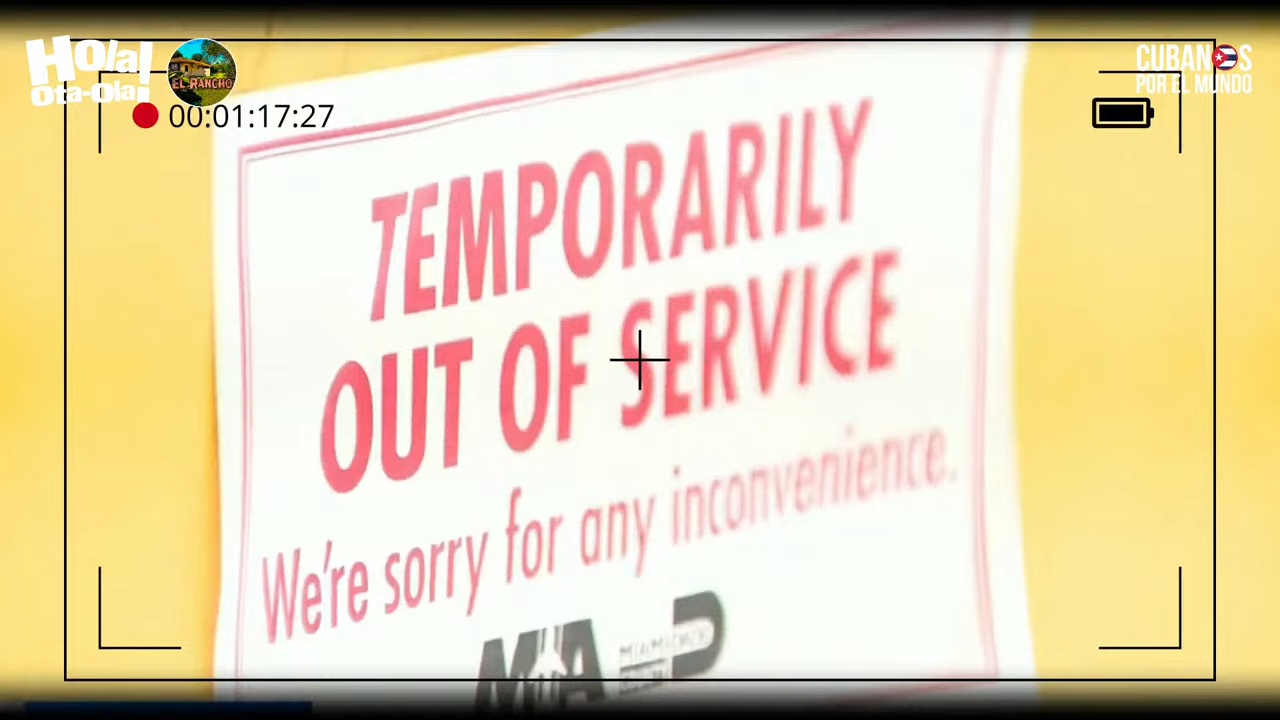 Hola!
Ota-Ola!
EL RANCHO
CUBANOS
POR EL MUNDO
00:01:17:27
TEMPORARILY
OUT OF SERVICE
We're sorry for any inconvenience.
MIA